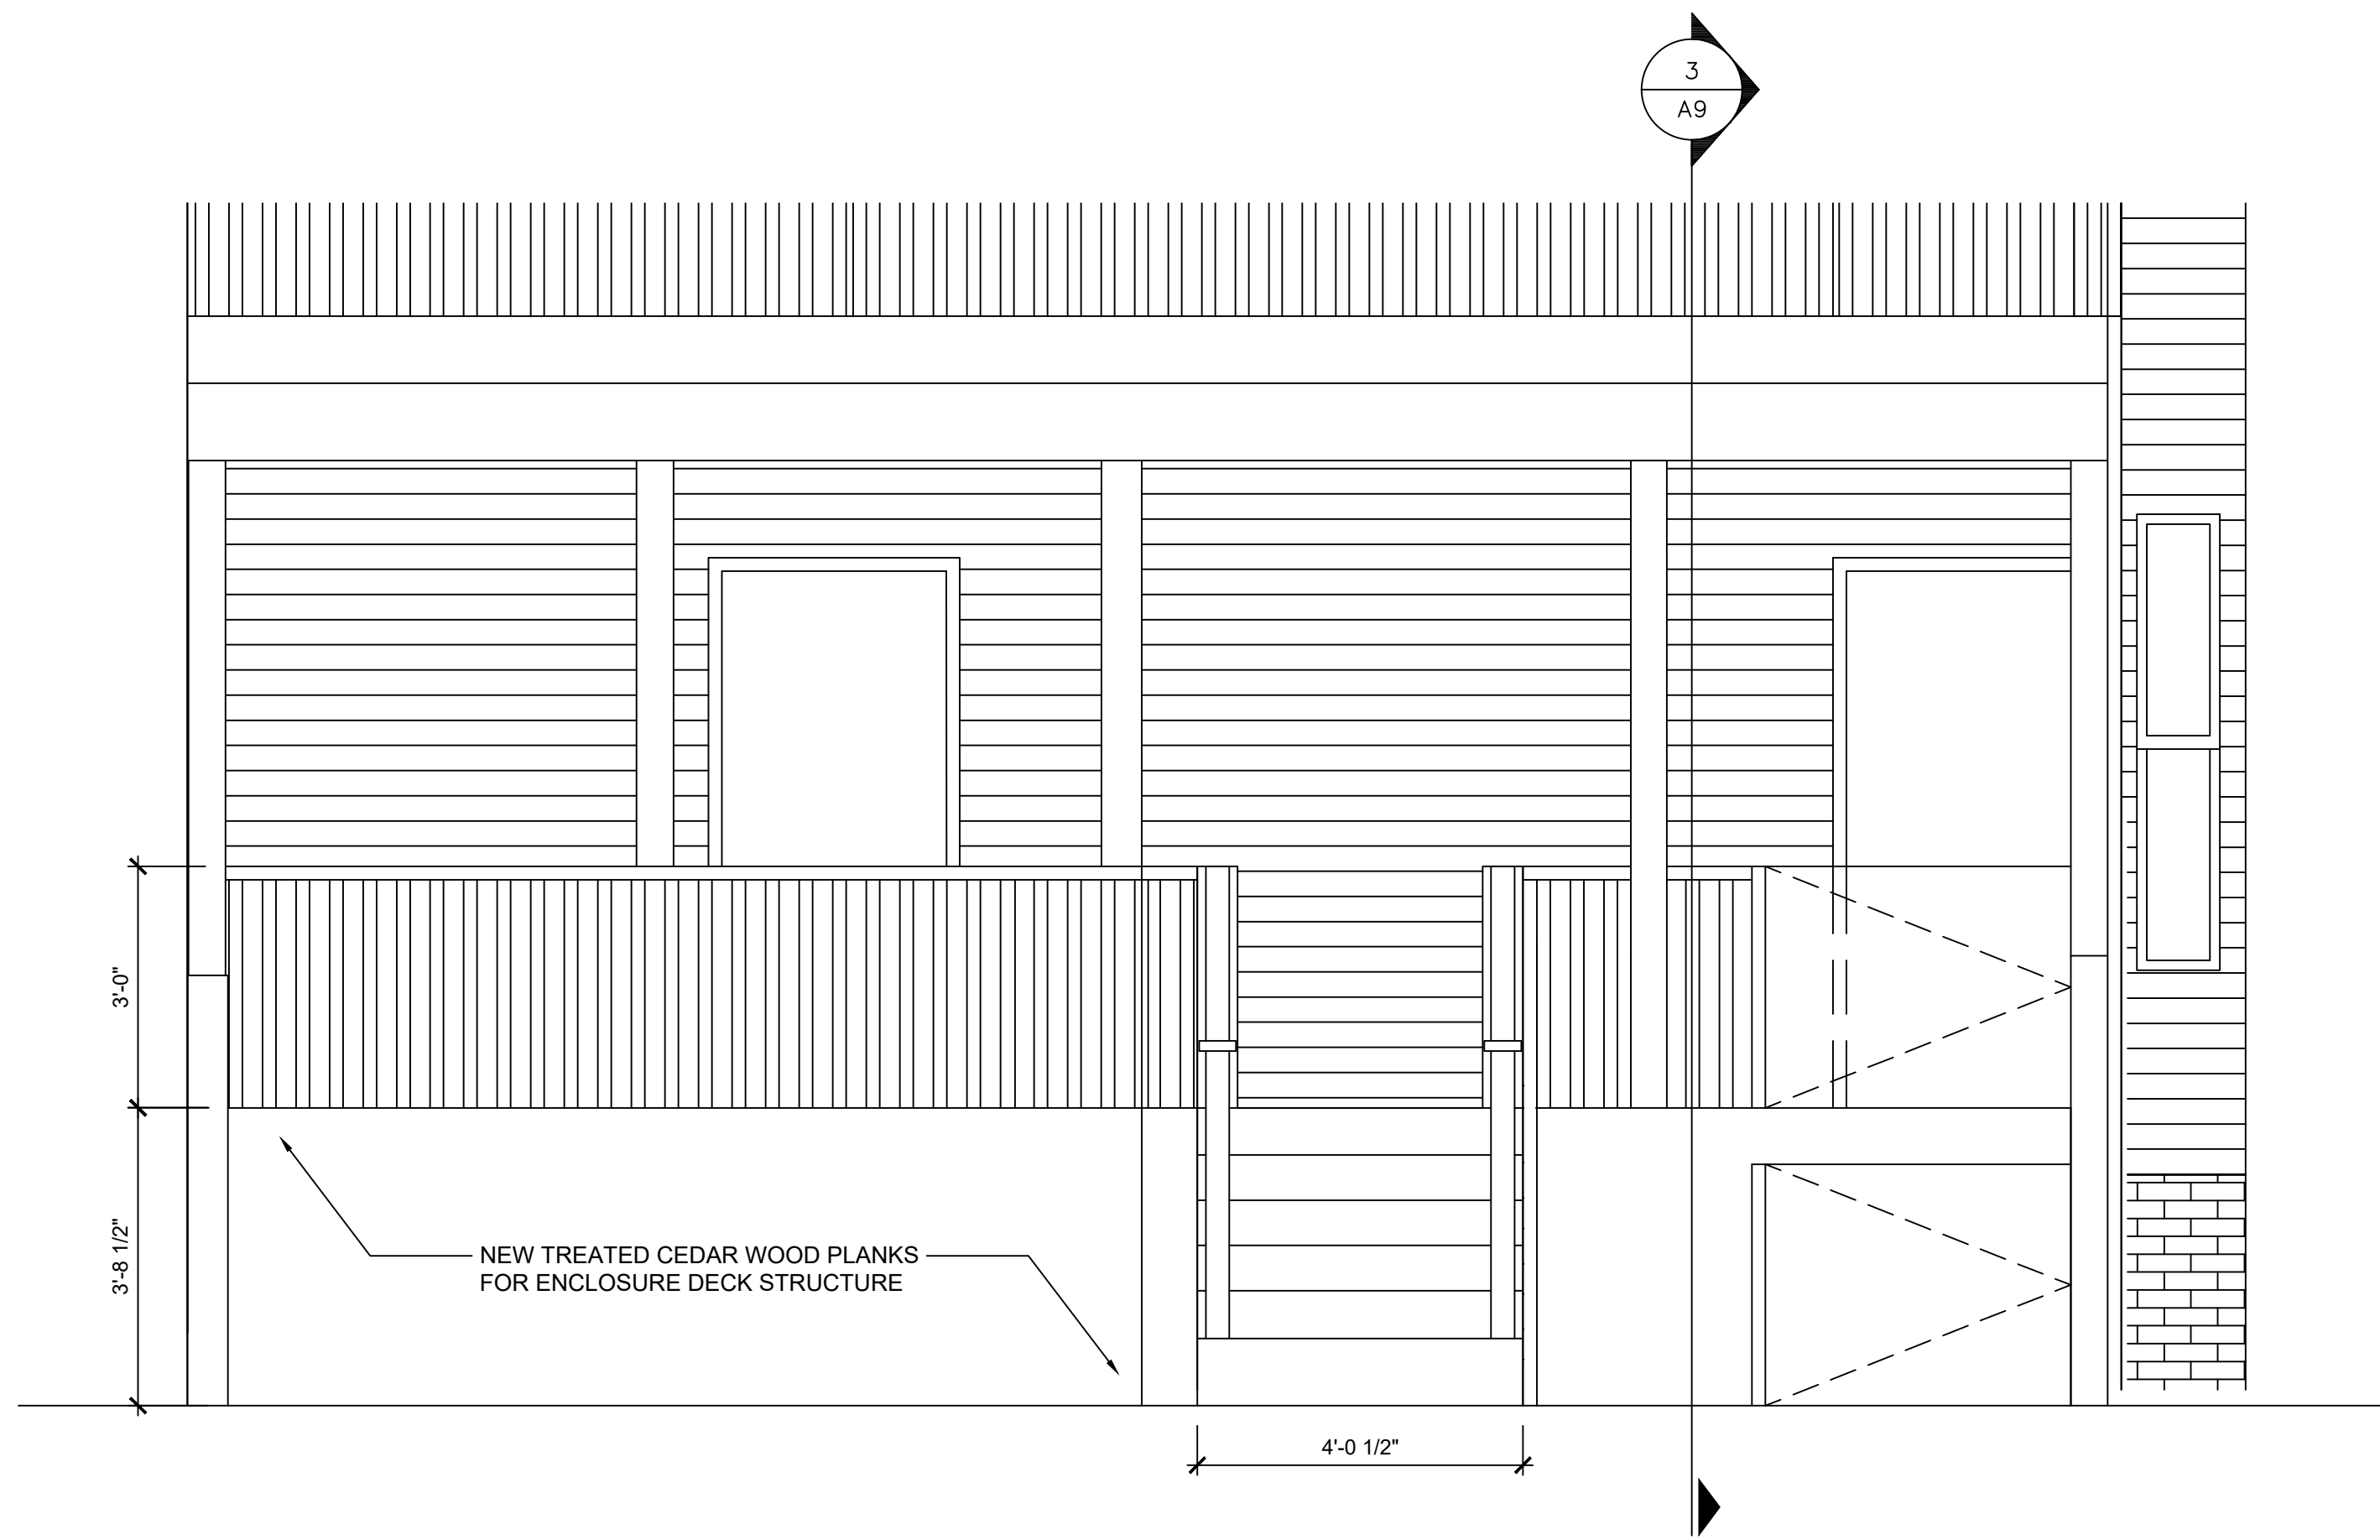 3
A9
3'-0"
3'-8 1/2"
NEW TREATED CEDAR WOOD PLANKS
FOR ENCLOSURE DECK STRUCTURE
4'-0 1/2"